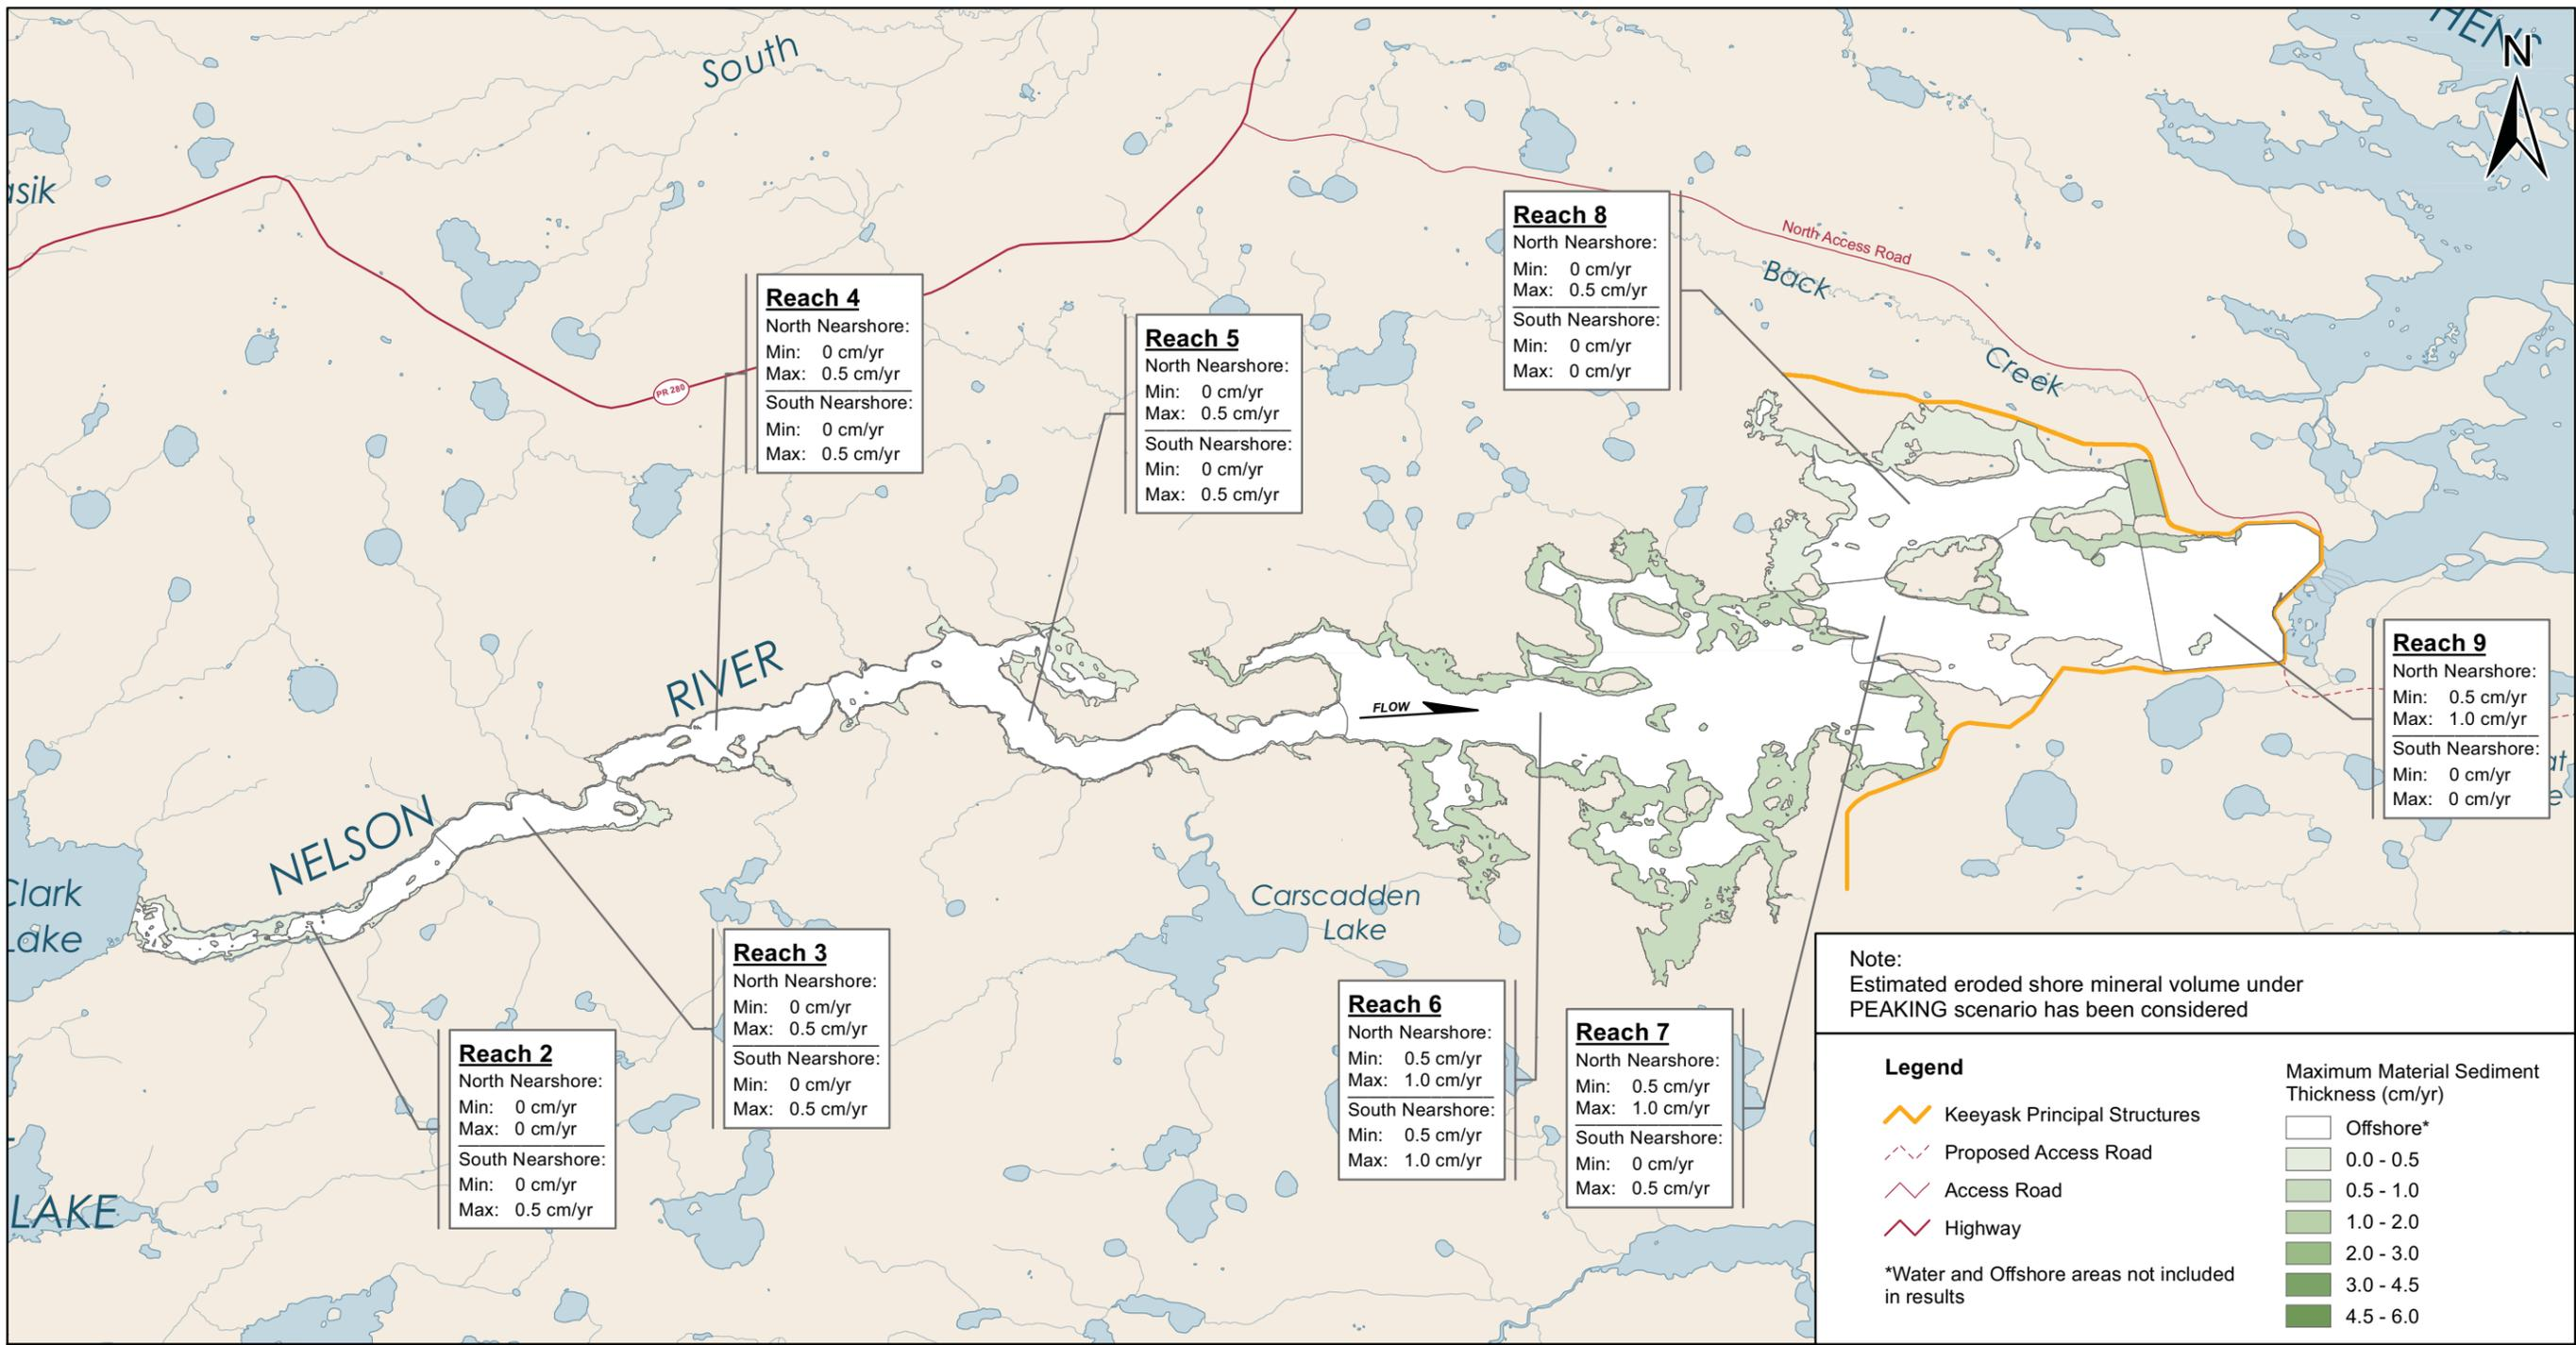 HENS
N
South
asik
North Access Road
Back
Creek
PR 280
Reach 4
North Nearshore:
Min: 0 cm/yr
Max: 0.5 cm/yr
South Nearshore:
Min: 0 cm/yr
Max: 0.5 cm/yr
Reach 5
North Nearshore:
Min: 0 cm/yr
Max: 0.5 cm/yr
South Nearshore:
Min: 0 cm/yr
Max: 0.5 cm/yr
Reach 8
North Nearshore:
Min: 0 cm/yr
Max: 0.5 cm/yr
South Nearshore:
Min: 0 cm/yr
Max: 0 cm/yr
Reach 9
North Nearshore:
Min: 0.5 cm/yr
Max: 1.0 cm/yr
South Nearshore:
Min: 0 cm/yr
Max: 0 cm/yr
at
e
NELSON
RIVER
FLOW
Clark
Lake
Carscadden
Lake
LAKE
Reach 2
North Nearshore:
Min: 0 cm/yr
Max: 0 cm/yr
South Nearshore:
Min: 0 cm/yr
Max: 0.5 cm/yr
Reach 3
North Nearshore:
Min: 0 cm/yr
Max: 0.5 cm/yr
South Nearshore:
Min: 0 cm/yr
Max: 0.5 cm/yr
Reach 6
North Nearshore:
Min: 0.5 cm/yr
Max: 1.0 cm/yr
South Nearshore:
Min: 0.5 cm/yr
Max: 1.0 cm/yr
Reach 7
North Nearshore:
Min: 0.5 cm/yr
Max: 1.0 cm/yr
South Nearshore:
Min: 0 cm/yr
Max: 0.5 cm/yr
Note:
Estimated eroded shore mineral volume under
PEAKING scenario has been considered
Legend
Keeyask Principal Structures
Proposed Access Road
Access Road
Highway
*Water and Offshore areas not included
in results
Maximum Material Sediment
Thickness (cm/yr)
Offshore*
0.0 - 0.5
0.5 - 1.0
1.0 - 2.0
2.0 - 3.0
3.0 - 4.5
4.5 - 6.0